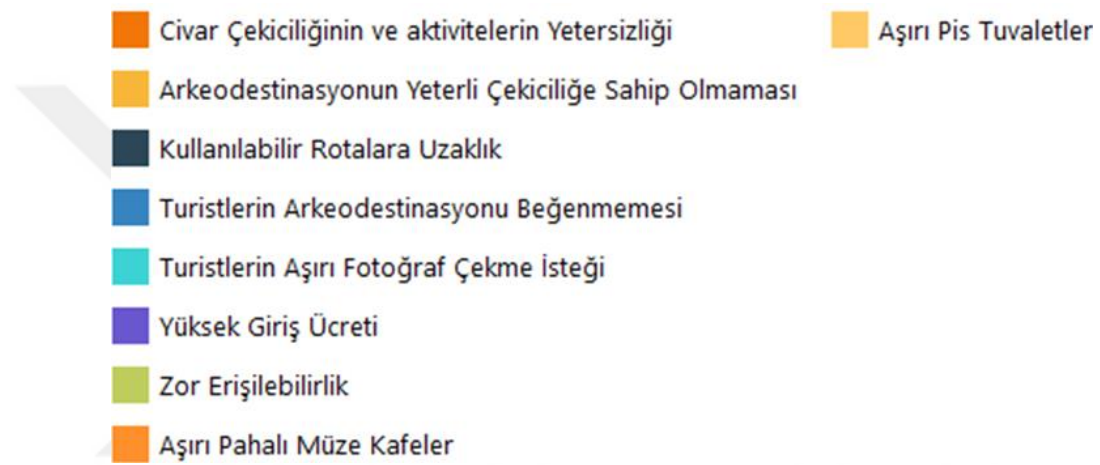 Civar Çekiciliğinin ve aktivitelerin Yetersizliği
Arkeodestinasyonun Yeterli Çekiciliğe Sahip Olmaması
Kullanılabilir Rotalara Uzaklık
Turistlerin Arkeodestinasyonu Beğenmemesi
Turistlerin Aşırı Fotoğraf Çekme İsteği
Yüksek Giriş Ücreti
Zor Erişilebilirlik
Aşırı Pahalı Müze Kafeler
Aşırı Pis Tuvaletler